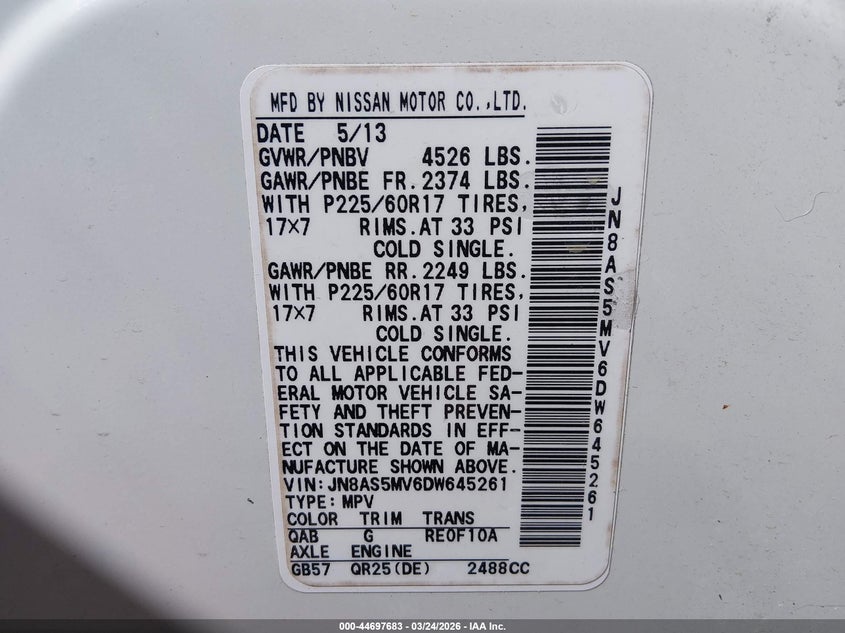 MFD BY NISSAN MOTOR CO.,LTD.
DATE 5/13
GVWR/PNBV 4526 LBS.
GAWR/PNBE FR. 2374 LBS.
WITH P225/60R17 TIRES,
17×7 RIMS. AT 33 PSI
COLD SINGLE.
GAWR/PNBE RR. 2249 LBS.
WITH P225/60R17 TIRES,
17×7 RIMS. AT 33 PSI
COLD SINGLE.
THIS VEHICLE CONFORMS
TO ALL APPLICABLE FED-
ERAL MOTOR VEHICLE SA-
FETY AND THEFT PREVEN-
TION STANDARDS IN EFF-
ECT ON THE DATE OF MA-
NUFACTURE SHOWN ABOVE.
VIN: JN8AS5MV6DW645261
TYPE: MPV
COLOR TRIM TRANS
QAB G RE0F10A
AXLE ENGINE
GB57 QR25(DE) 2488CC
JN8AS5MV6DW645261
000-44697683 — 03/24/2026 — IAA Inc.